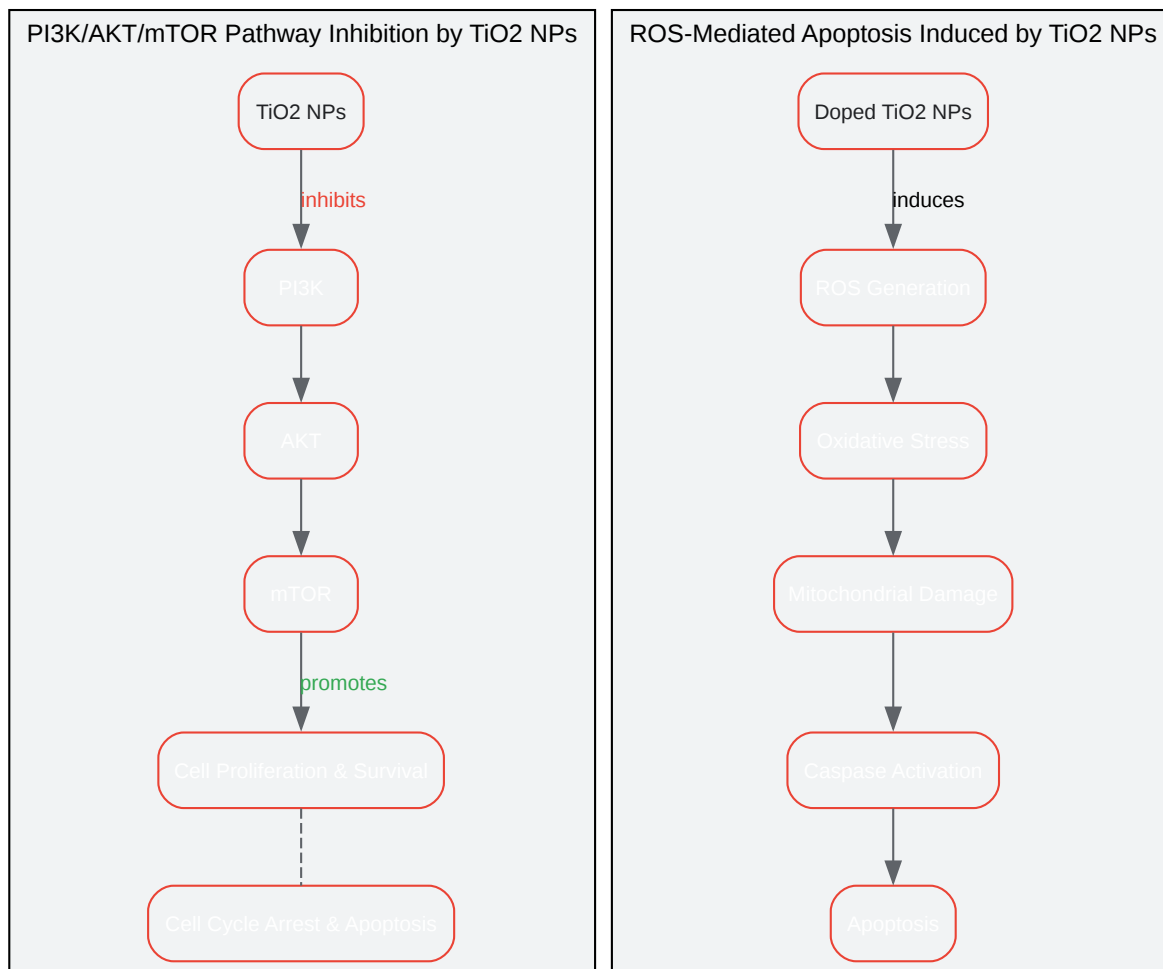 PI3K/AKT/mTOR Pathway Inhibition by TiO2 NPs
TiO2 NPs
inhibits
PI3K
AKT
mTOR
promotes
Cell Proliferation & Survival
Cell Cycle Arrest & Apoptosis
ROS-Mediated Apoptosis Induced by TiO2 NPs
Doped TiO2 NPs
induces
ROS Generation
Oxidative Stress
Mitochondrial Damage
Caspase Activation
Apoptosis